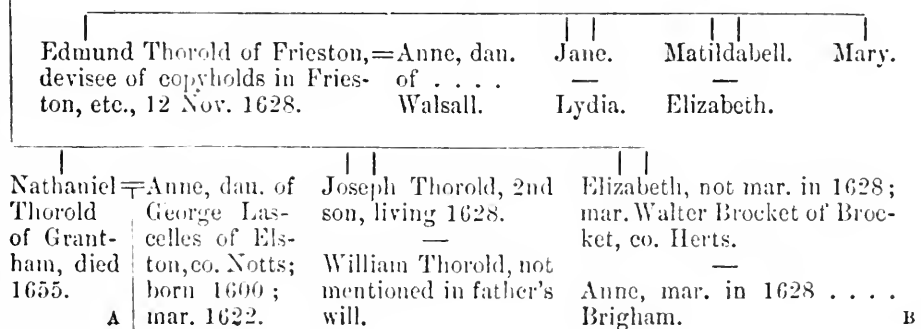 Edmund Thorold of Frieston,=Anne, dan.
devisee of copyholds in Fries-
ton, etc., 12 Nov. 1628.
of . . . .
Walsall.
Jane.
—
Lydia.
Matildabell.
—
Elizabeth.
Mary.
Nathaniel=
Thorold
of Grant-
ham, died
1655.
A
Anne, dau. of
George Las-
celles of Els-
ton, co. Notts;
born 1600;
mar. 1622.
Joseph Thorold, 2nd
son, living 1628.
—
William Thorold, not
mentioned in father's
will.
Elizabeth, not mar. in 1628;
mar. Walter Brocket of Broc-
ket, co. Herts.
—
Anne, mar. in 1628 . . . .
Brigham.
B